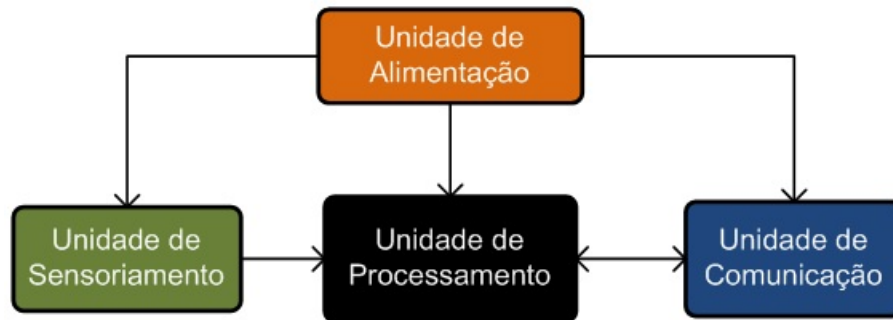 Unidade de
Alimentação
Unidade de
Sensoriamento
Unidade de
Processamento
Unidade de
Comunicação